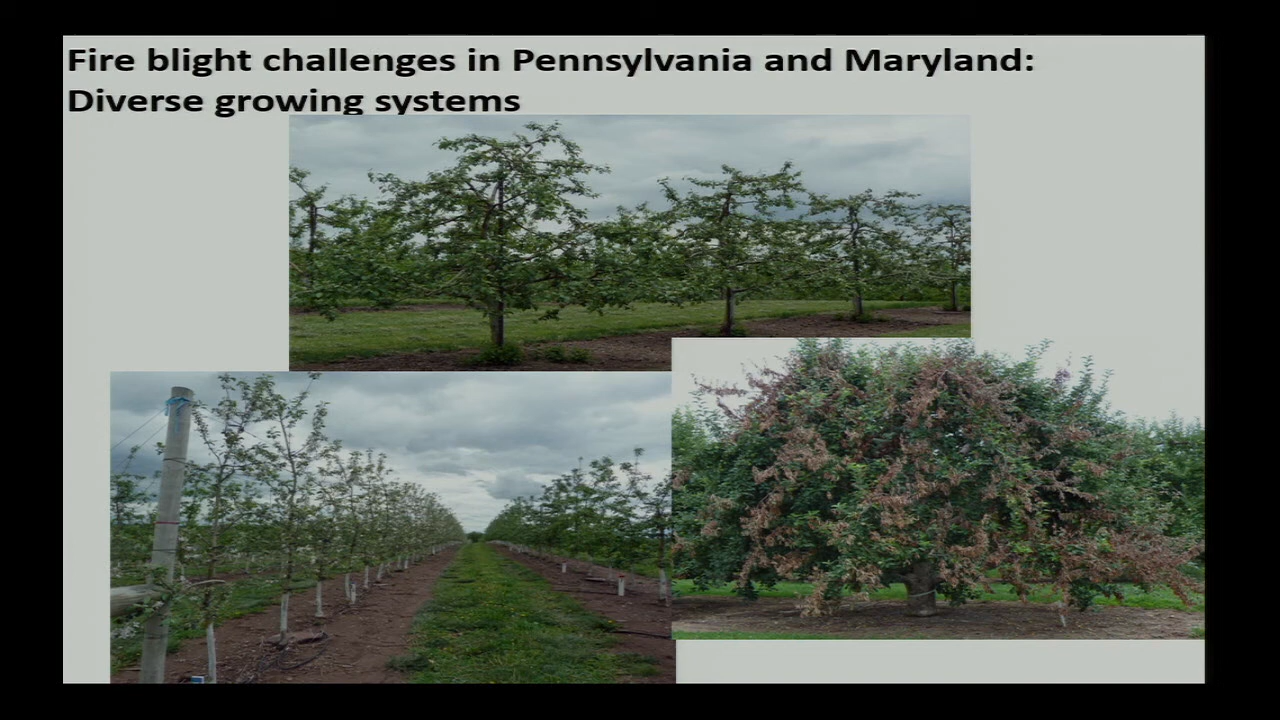 Fire blight challenges in Pennsylvania and Maryland:
Diverse growing systems